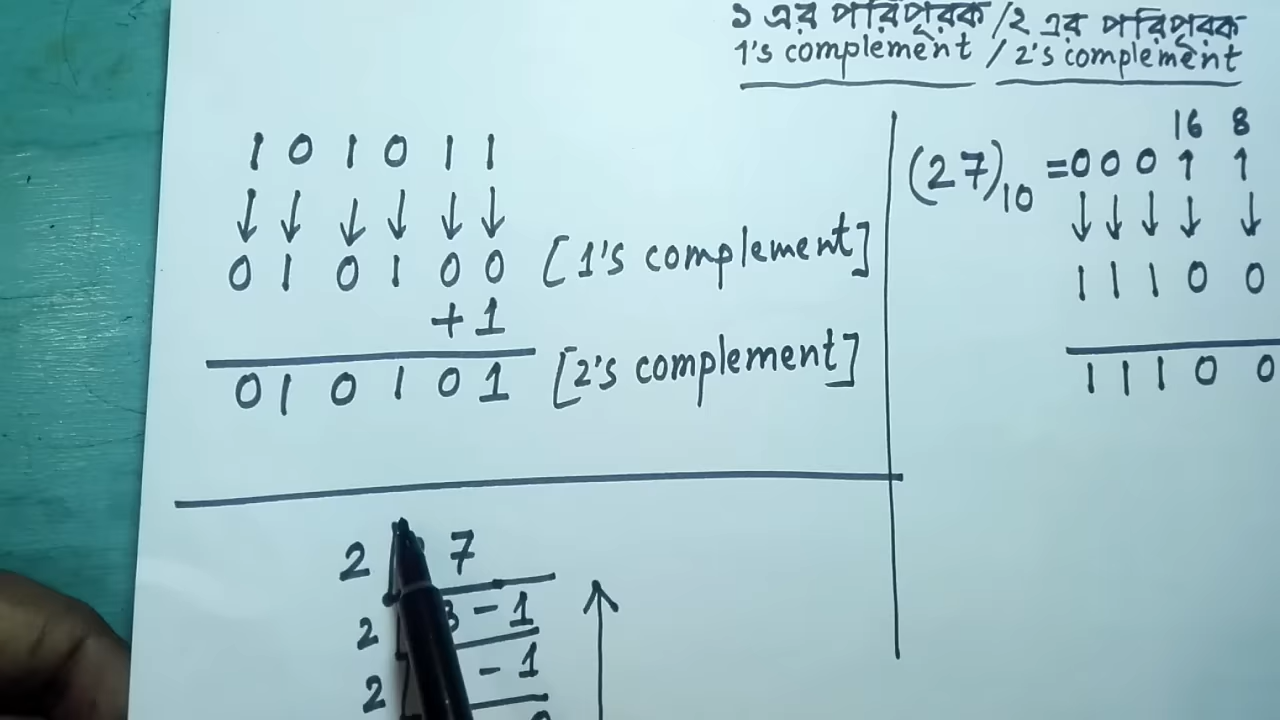 ১ এর পরিপূরক / ২ এর পরিপূরক
1's complement / 2's complement
1 0 1 0 1 1
↓ ↓ ↓ ↓ ↓ ↓
0 1 0 1 0 0 [1's complement]
+ 1
0 1 0 1 0 1 [2's complement]
16 8
(27)10 = 0 0 0 1 1
↓ ↓ ↓ ↓ ↓
1 1 1 0 0
1 1 1 0 0
2 7
2 3 - 1
2 - 1